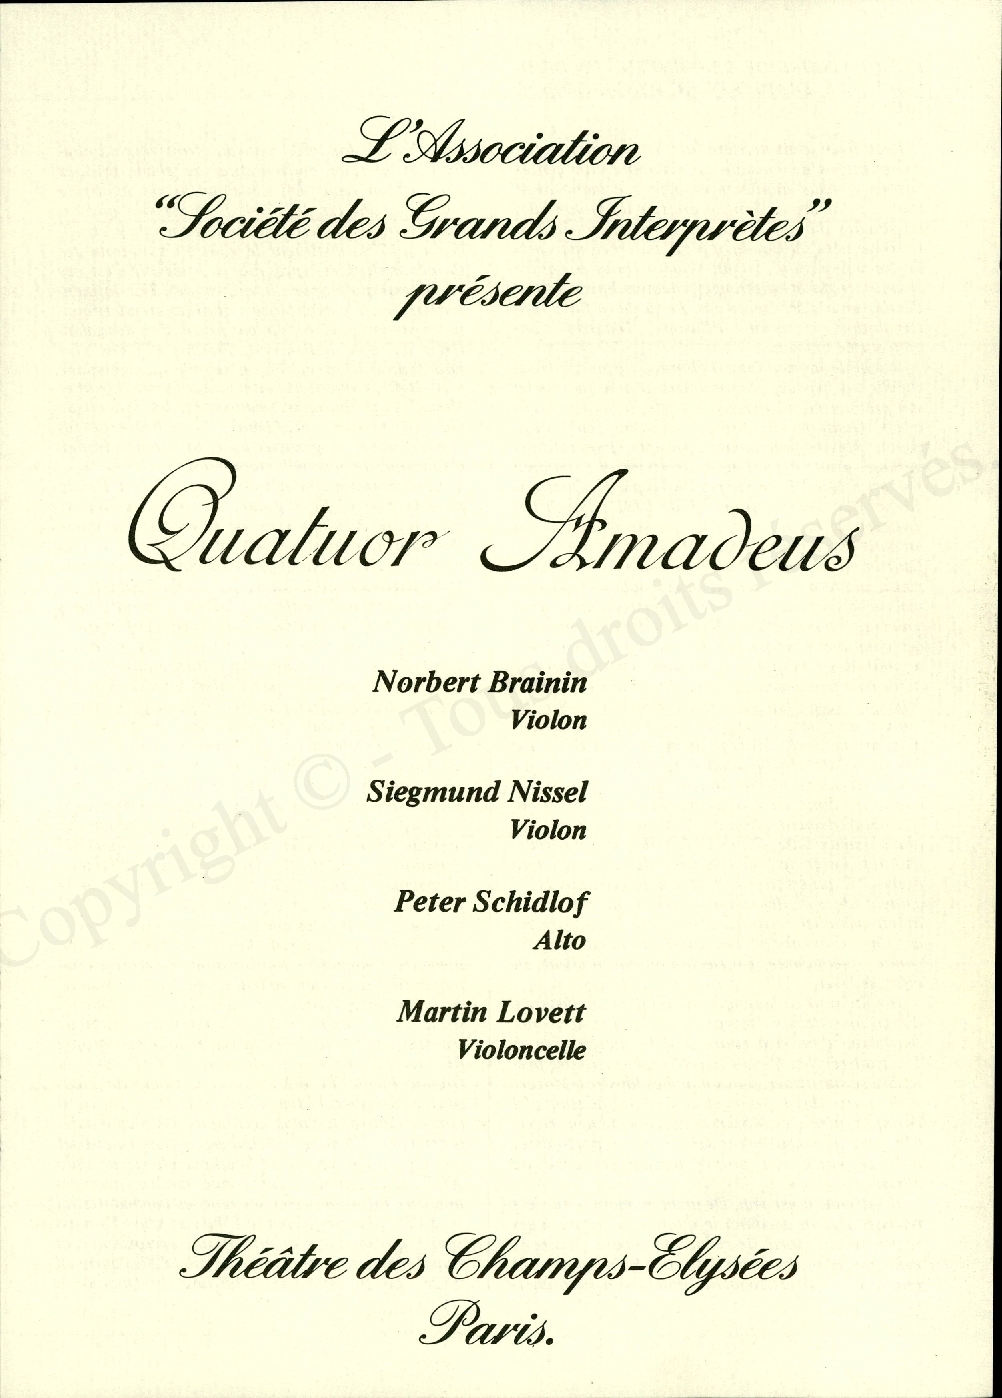 L'Association
"Société des Grands Interprètes"
présente
Quatuor Amadeus
Norbert Brainin
Violon
Siegmund Nissel
Violon
Peter Schidlof
Alto
Martin Lovett
Violoncelle
Théâtre des Champs-Elysées
Paris.
Copyright © - Tous droits réservés.